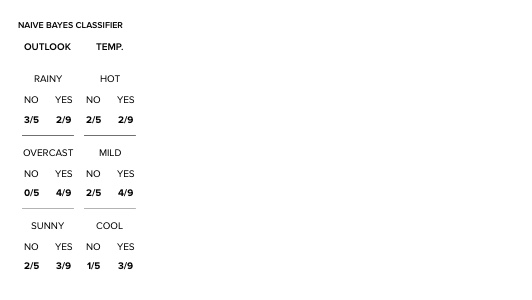 NAIVE BAYES CLASSIFIER
OUTLOOK TEMP.
RAINY HOT
NO YES NO YES
3/5 2/9 2/5 2/9
OVERCAST MILD
NO YES NO YES
0/5 4/9 2/5 4/9
SUNNY COOL
NO YES NO YES
2/5 3/9 1/5 3/9